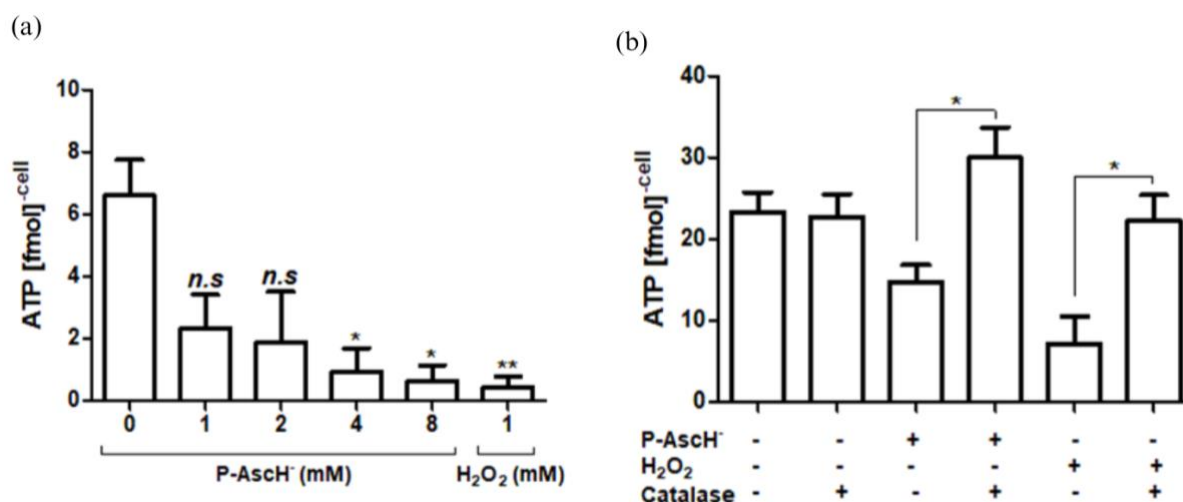 (a)
10
8
6
4
2
0
ATP [fmol]-cell
n.s
n.s
*
*
**
0 1 2 4 8 1
P-AscH- (mM) H2O2 (mM)
(b)
40
30
20
10
0
ATP [fmol]-cell
*
*
P-AscH- - - + + - -
H2O2 - - - - + +
Catalase - + - + - +